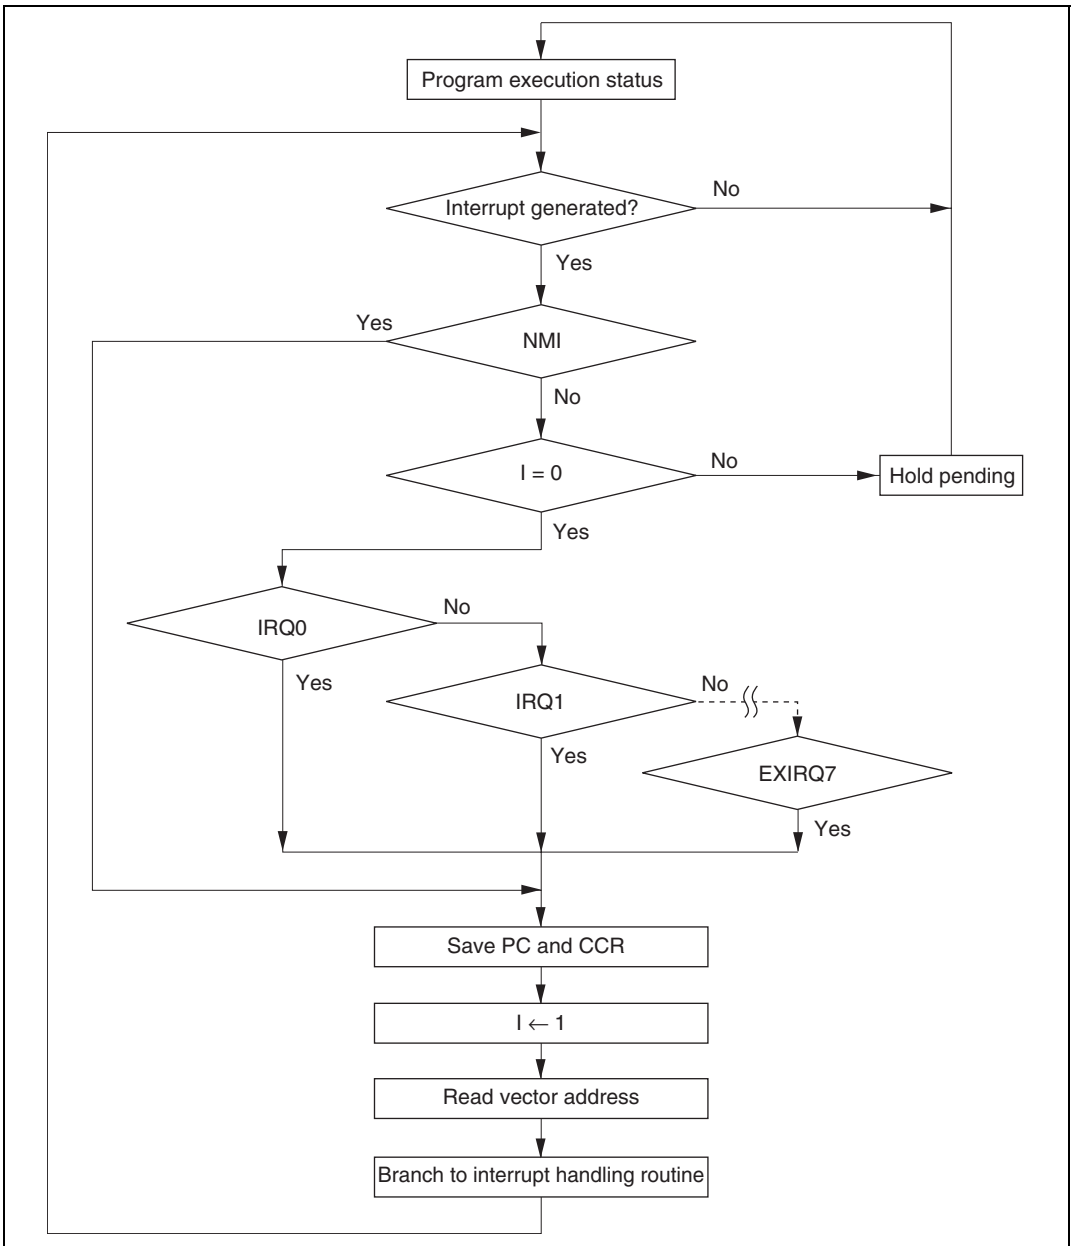 Program execution status
Interrupt generated?
No
Yes
Yes
NMI
No
I = 0
No
Hold pending
Yes
IRQ0
No
Yes
IRQ1
No
Yes
EXIRQ7
Yes
Save PC and CCR
I ← 1
Read vector address
Branch to interrupt handling routine